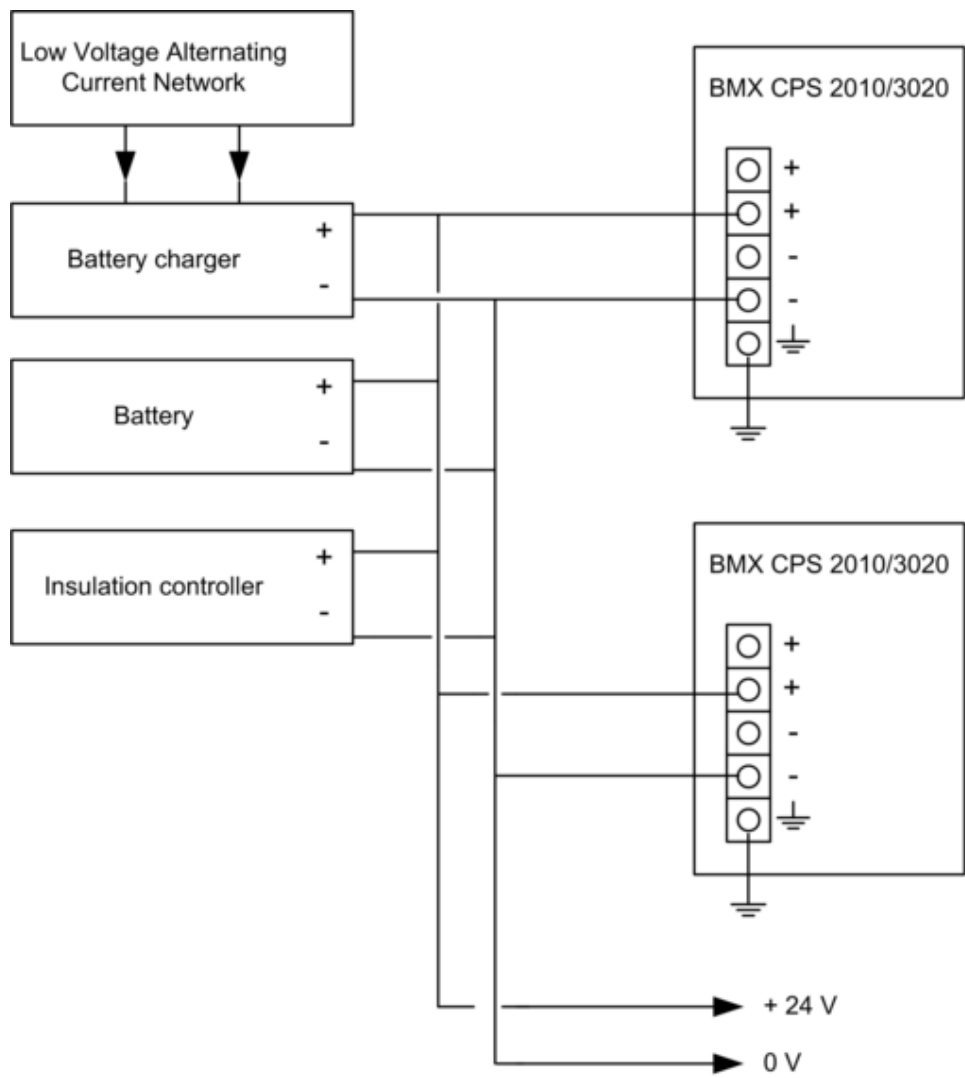 Low Voltage Alternating
Current Network
BMX CPS 2010/3020
+
+
-
-
Battery charger
+
-
Battery
+
-
Insulation controller
+
-
BMX CPS 2010/3020
+
+
-
-
+ 24 V
0 V